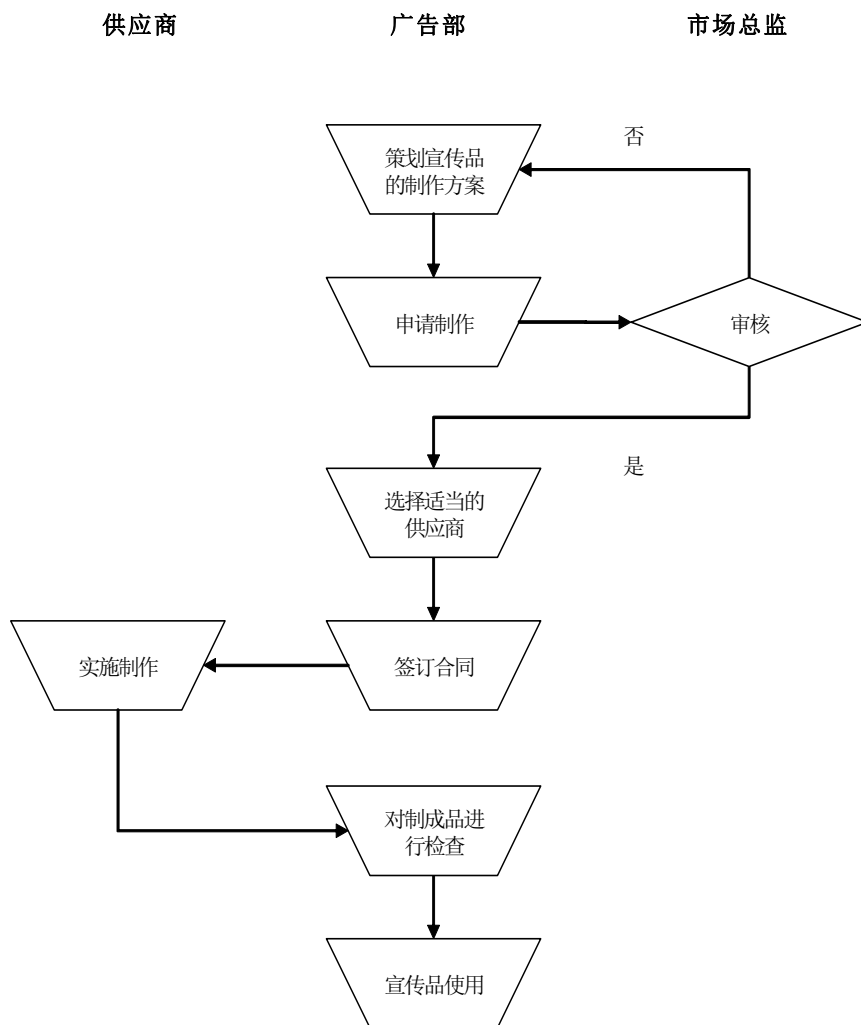 供应商 广告部 市场总监
否
策划宣传品
的制作方案
申请制作 审核
是
选择适当的
供应商
实施制作 签订合同
对制成品进
行检查
宣传品使用